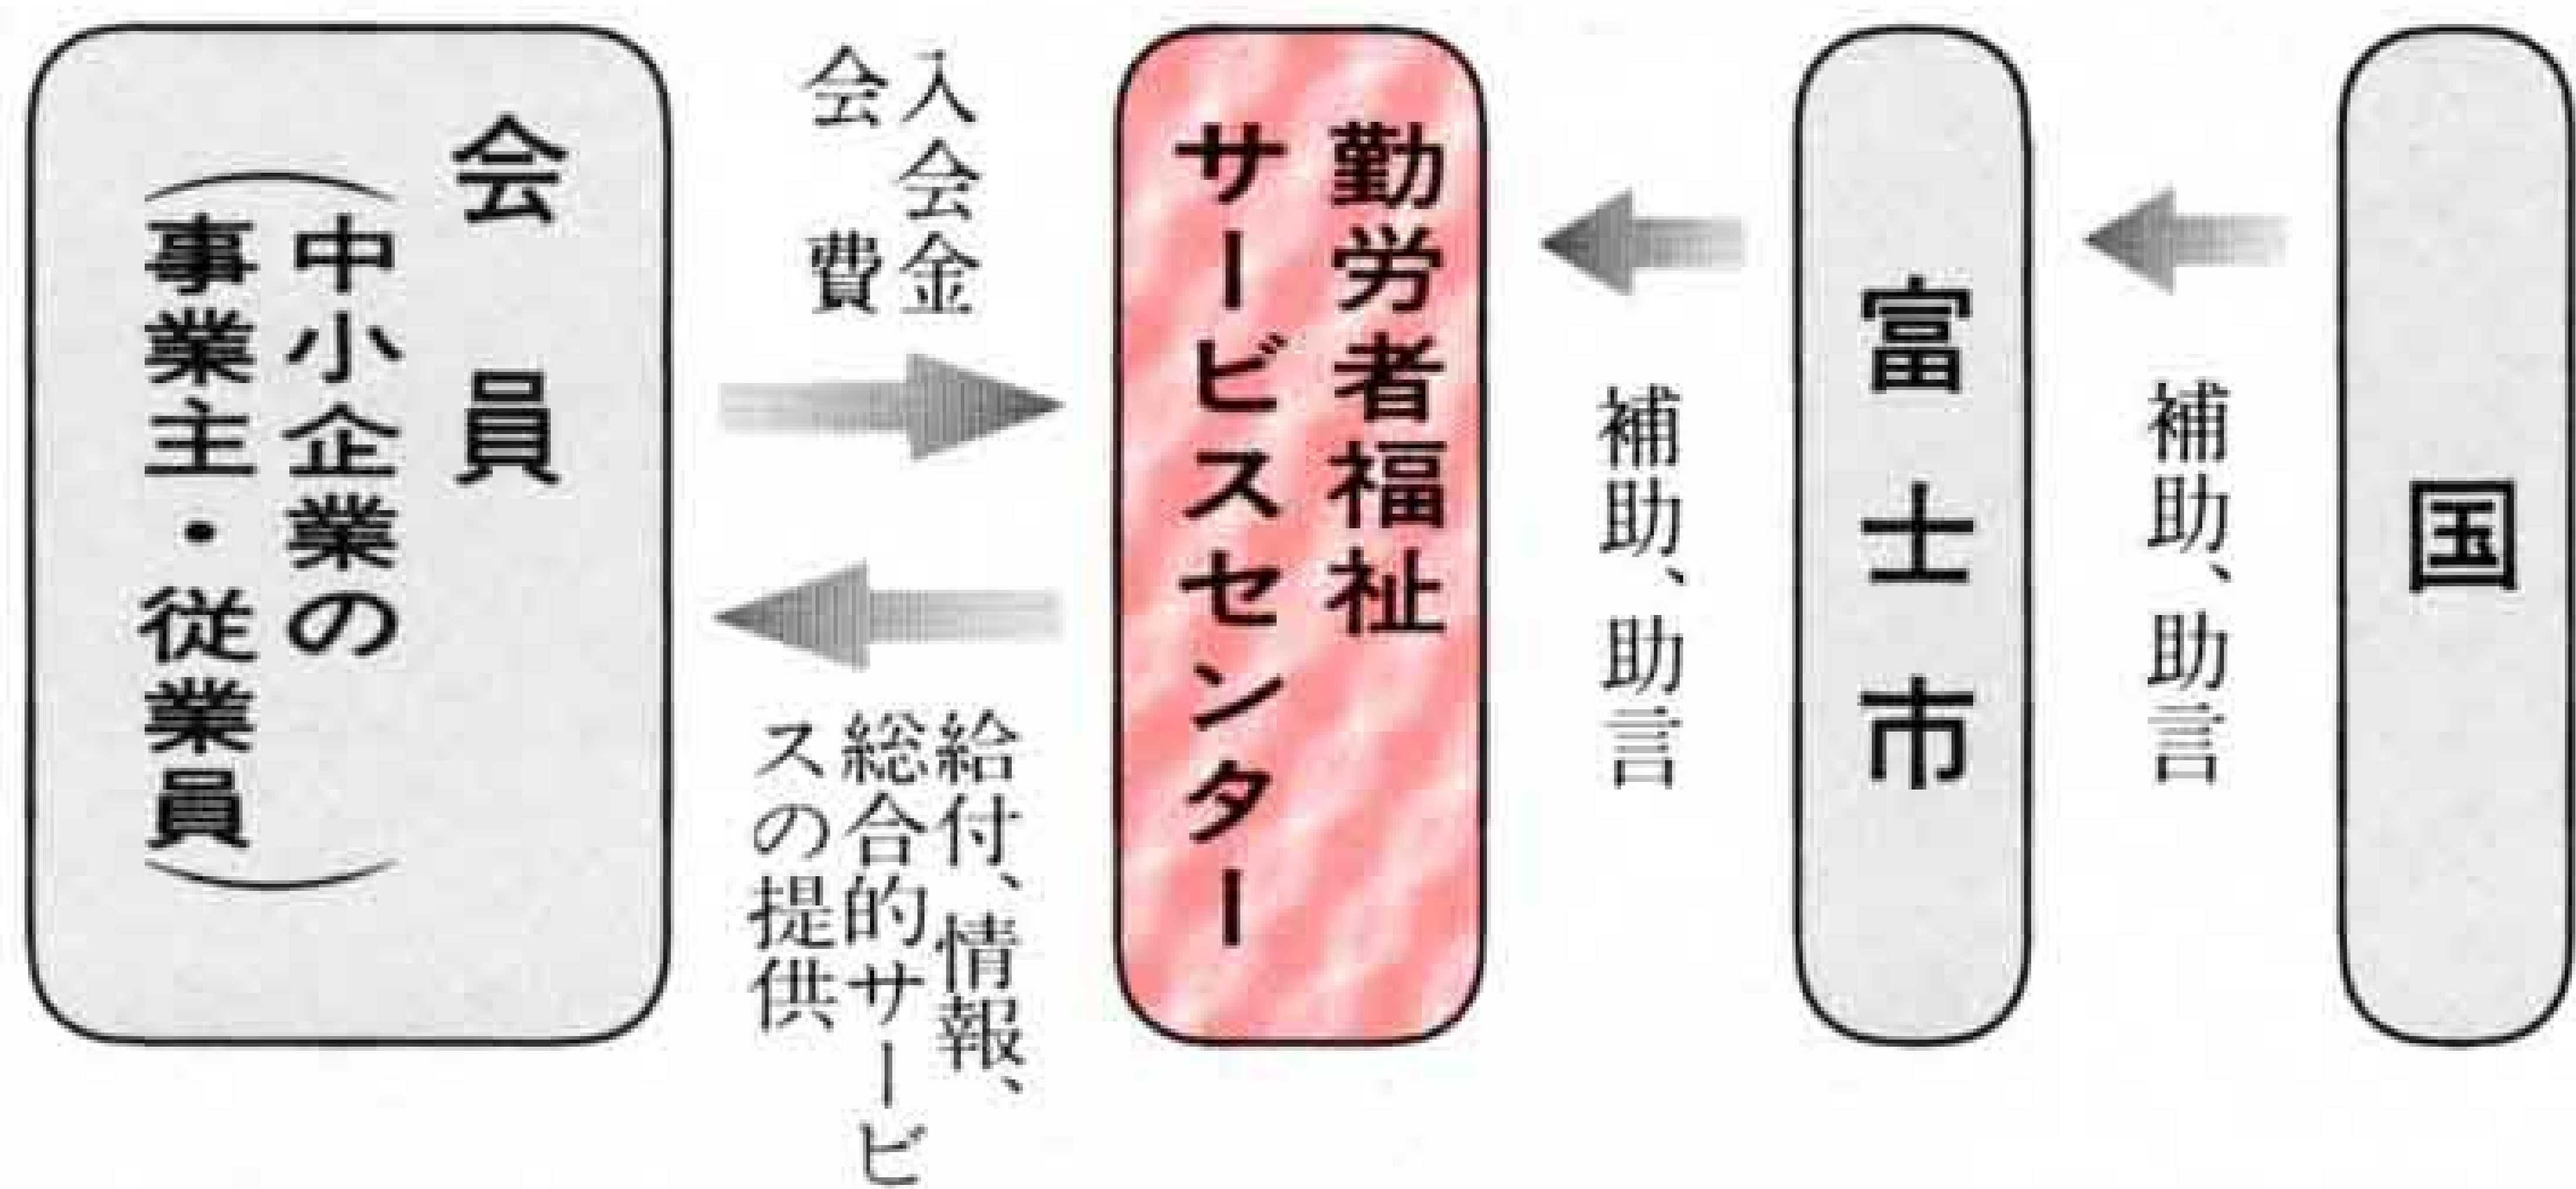 国
補助、助言
富士市
補助、助言
勤労者福祉
サービスセンター
入会金
会費
給付、情報、
総合的サービ
スの提供
会員
(中小企業の
事業主・従業員)